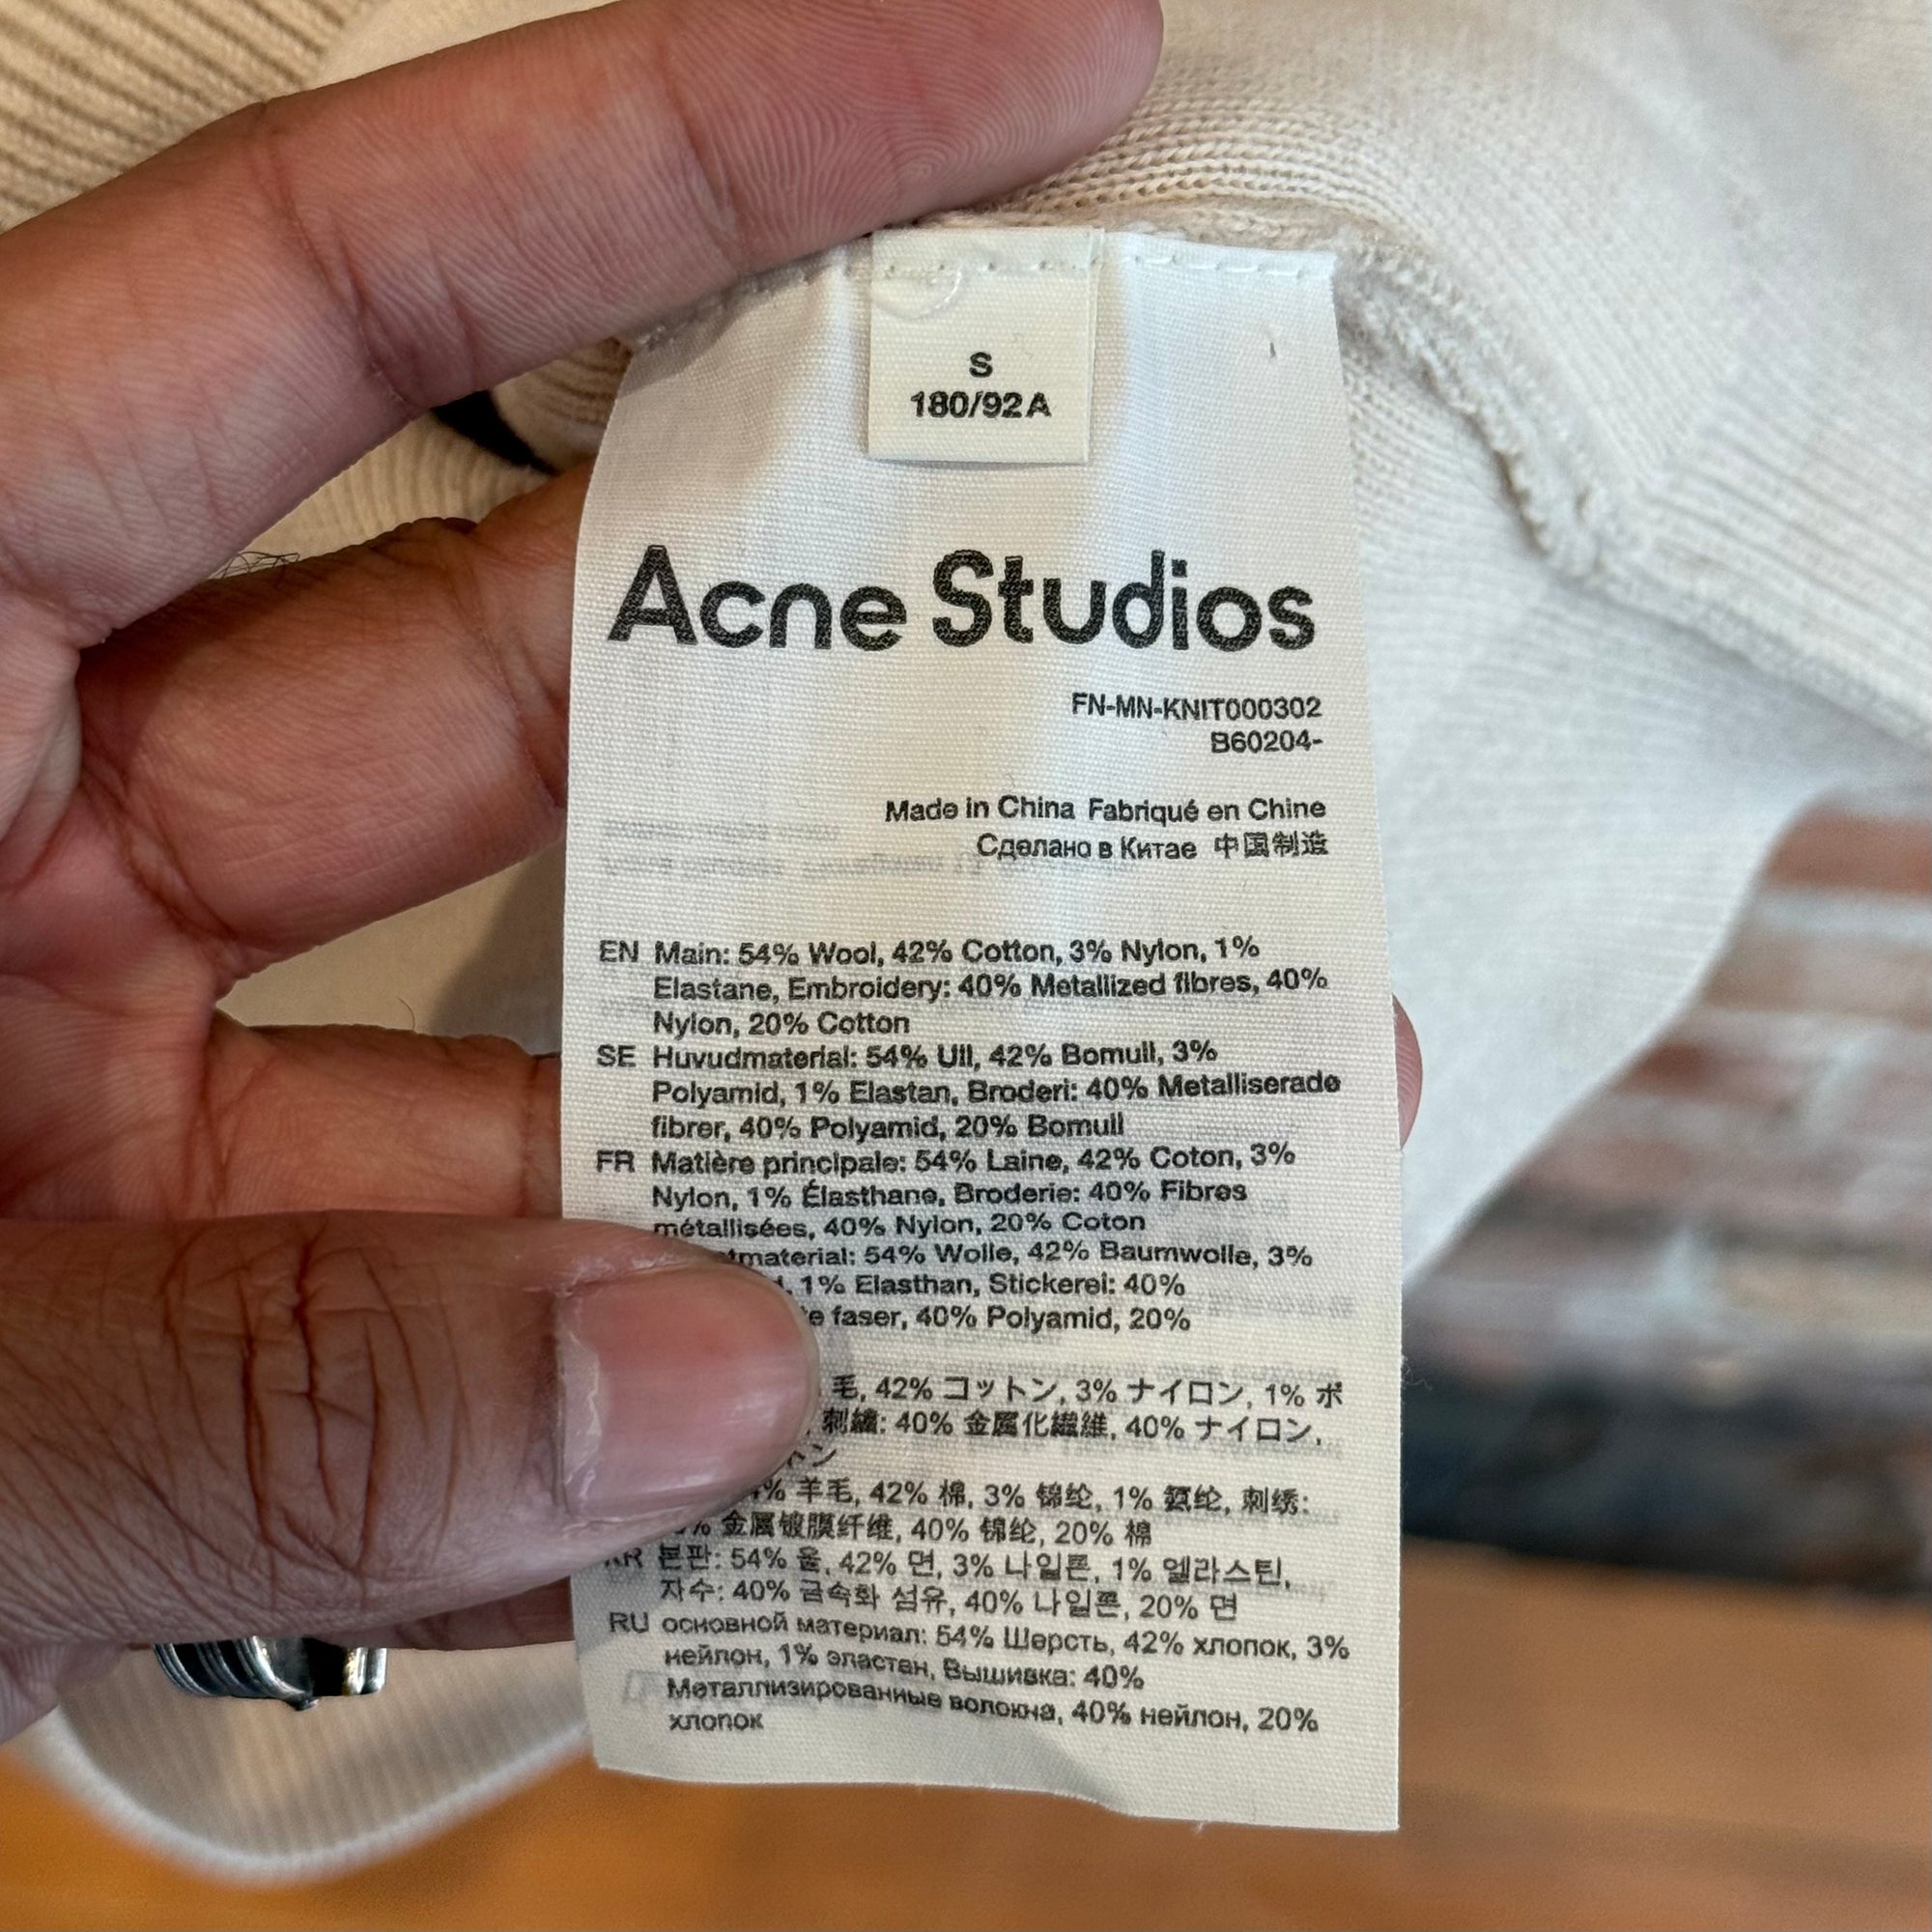 S
180/92A
Acne Studios
FN-MN-KNIT000302
B60204-
Made in China Fabriqué en Chine
Сделано в Китае 中国制造
EN Main: 54% Wool, 42% Cotton, 3% Nylon, 1%
Elastane, Embroidery: 40% Metallized fibres, 40%
Nylon, 20% Cotton
SE Huvudmaterial: 54% Ull, 42% Bomull, 3%
Polyamid, 1% Elastan, Broderi: 40% Metalliserade
fibrer, 40% Polyamid, 20% Bomull
FR Matière principale: 54% Laine, 42% Coton, 3%
Nylon, 1% Élasthane, Broderie: 40% Fibres
métallisées, 40% Nylon, 20% Coton
54% Wolle, 42% Baumwolle, 3%
1% Elasthan, Stickerei: 40%
faser, 40% Polyamid, 20%
毛, 42% コットン, 3% ナイロン, 1% ポ
刺繍: 40% 金属化繊維, 40% ナイロン,
羊毛, 42% 棉, 3% 锦纶, 1% 氨纶, 刺绣:
金属镀膜纤维, 40% 锦纶, 20% 棉
본판: 54% 울, 42% 면, 3% 나일론, 1% 엘라스틴,
자수: 40% 금속화 섬유, 40% 나일론, 20% 면
RU основной материал: 54% Шерсть, 42% хлопок, 3%
нейлон, 1% эластан, Вышивка: 40%
Металлизированные волокна, 40% нейлон, 20%
хлопок